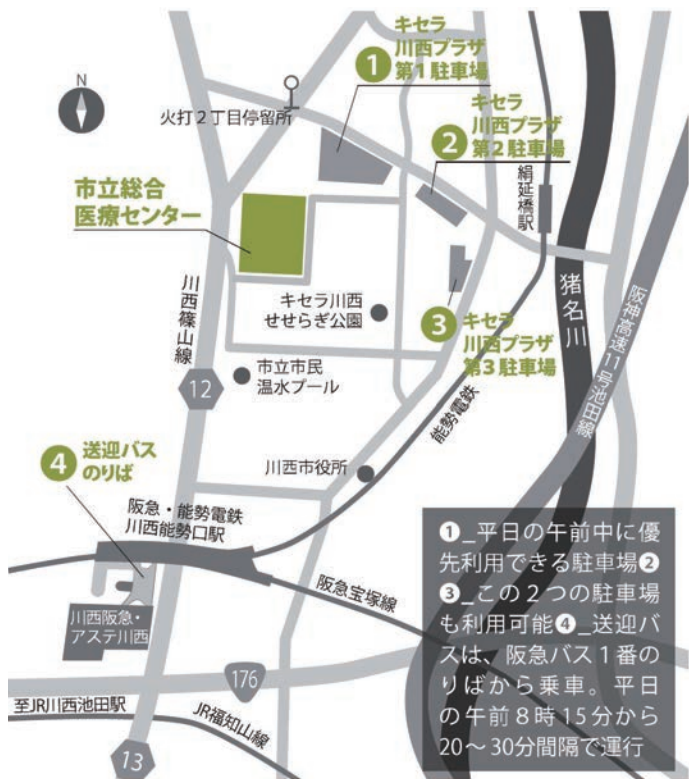 キセラ
川西プラザ
❶第1駐車場
N
火打2丁目停留所
キセラ
川西プラザ
❷第2駐車場
市立総合
医療センター
絹延橋駅
川西篠山線
キセラ川西
せせらぎ公園
❸キセラ
川西プラザ
第3駐車場
猪名川
阪神高速11号池田線
12
市立市民
温水プール
能勢電鉄
❹送迎バス
のりば
川西市役所
阪急・能勢電鉄
川西能勢口駅
阪急宝塚線
川西阪急・
アステ川西
176
至JR川西池田駅
JR福知山線
13
❶_平日の午前中に優
先利用できる駐車場❷
❸_この2つの駐車場
も利用可能❹_送迎バ
スは、阪急バス1番の
りばから乗車。平日
の午前8時15分から
20〜30分間隔で運行